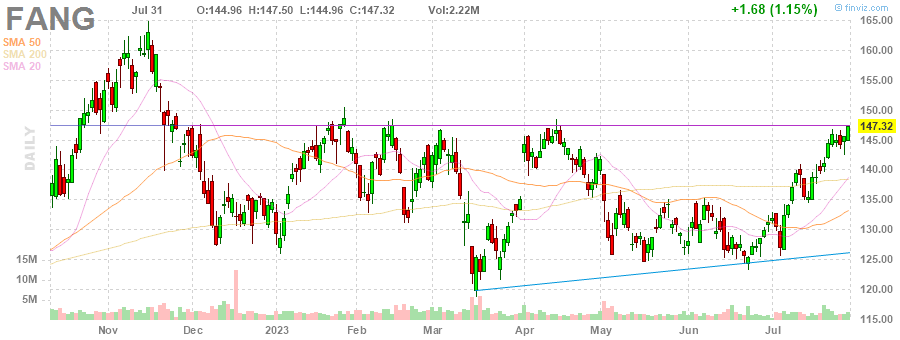 FANG
Jul 31 O:144.96 H:147.50 L:144.96 C:147.32 Vol:2.22M
+1.68 (1.15%)
© finviz.com
SMA 50
SMA 200
SMA 20
DAILY
165.00
160.00
155.00
150.00
147.32
145.00
140.00
135.00
130.00
125.00
120.00
115.00
15M
10M
5M
Nov Dec 2023 Feb Mar Apr May Jun Jul